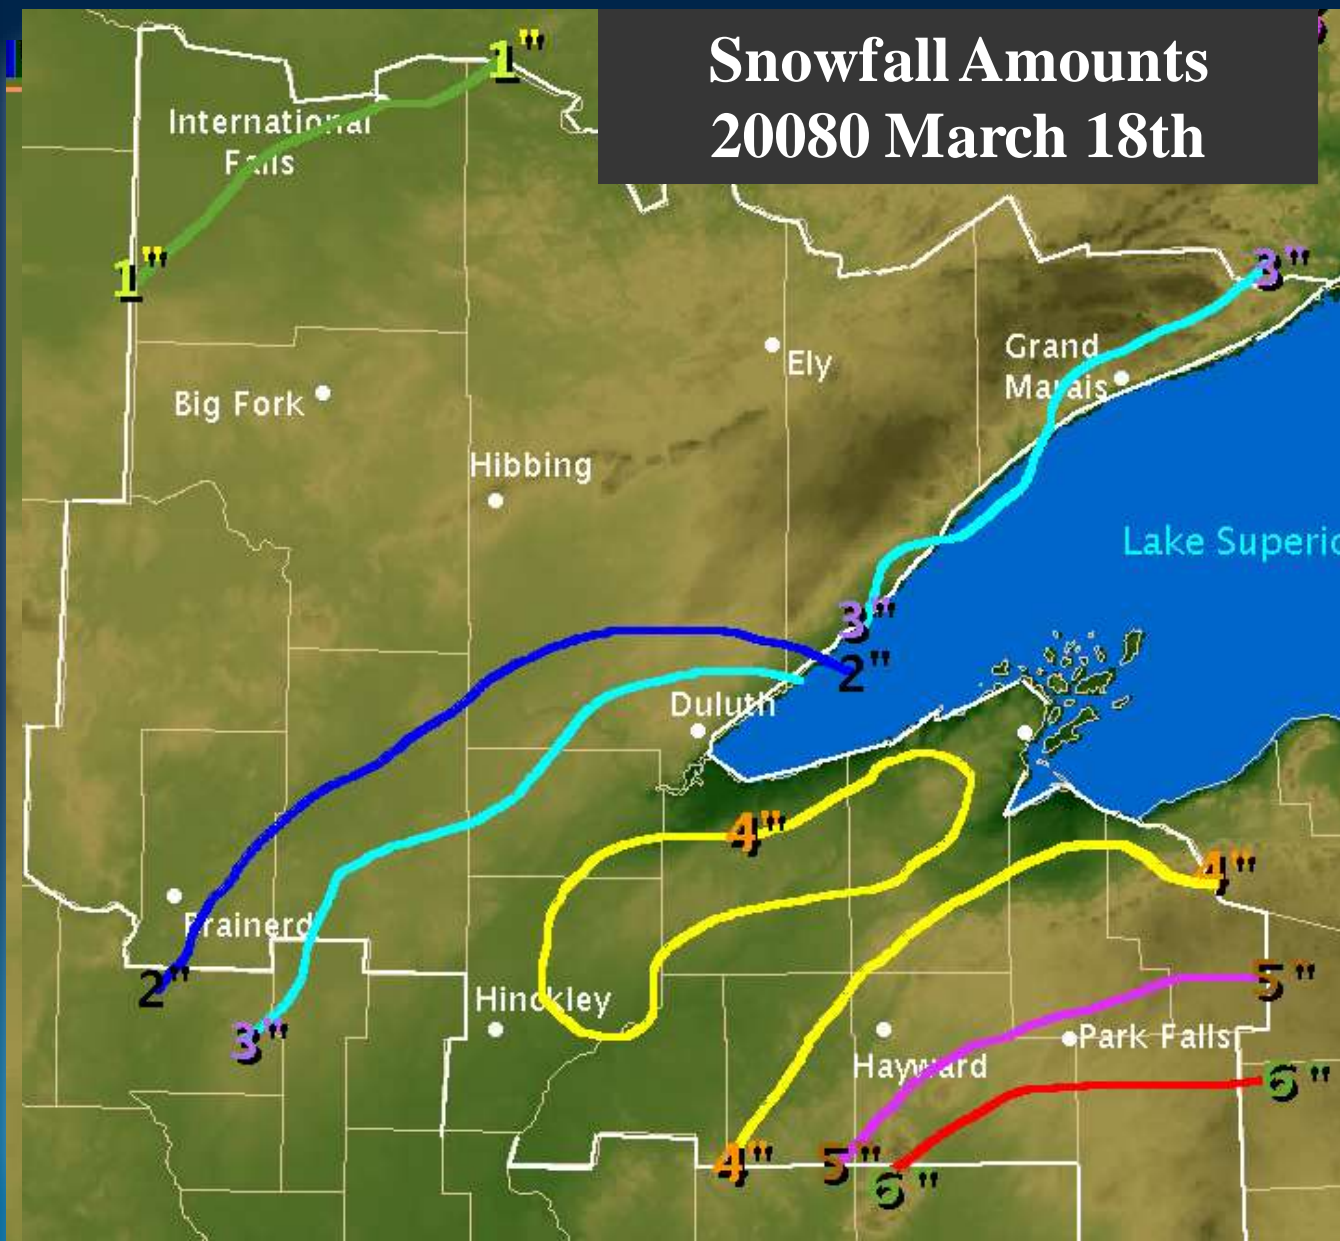 Snowfall Amounts
20080 March 18th
1"
International
Falls
1"
3"
Grand
Marais
Ely
Big Fork
Hibbing
Lake Superio
3"
2"
Duluth
4"
4"
Brainerd
2"
3"
Hinckley
5"
Park Falls
Hayward
6"
4"
5"
6"